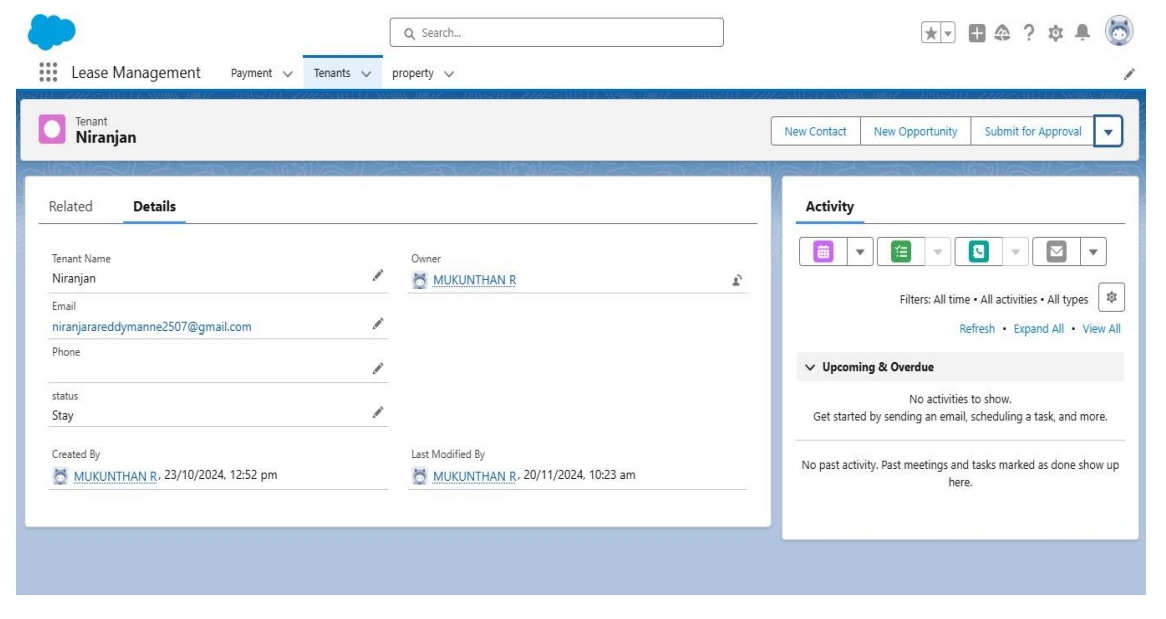 Search...
Lease Management Payment Tenants property
Tenant
Niranjan
New Contact New Opportunity Submit for Approval
Related Details
Tenant Name
Niranjan
Owner
MUKUNTHAN R
Email
niranjarareddymanne2507@gmail.com
Phone
status
Stay
Created By
MUKUNTHAN R, 23/10/2024, 12:52 pm
Last Modified By
MUKUNTHAN R, 20/11/2024, 10:23 am
Activity
Filters: All time • All activities • All types
Refresh • Expand All • View All
Upcoming & Overdue
No activities to show.
Get started by sending an email, scheduling a task, and more.
No past activity. Past meetings and tasks marked as done show up
here.